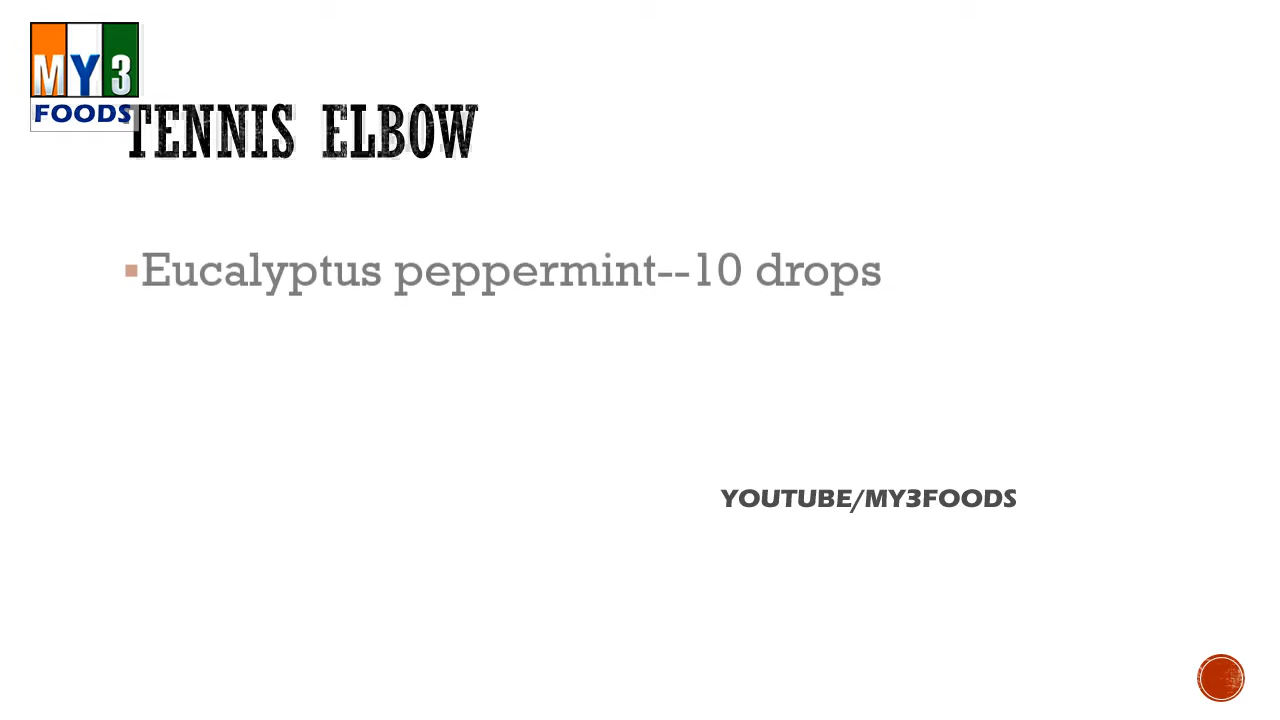 MY3
FOODS
TENNIS ELBOW
▪Eucalyptus peppermint--10 drops
YOUTUBE/MY3FOODS